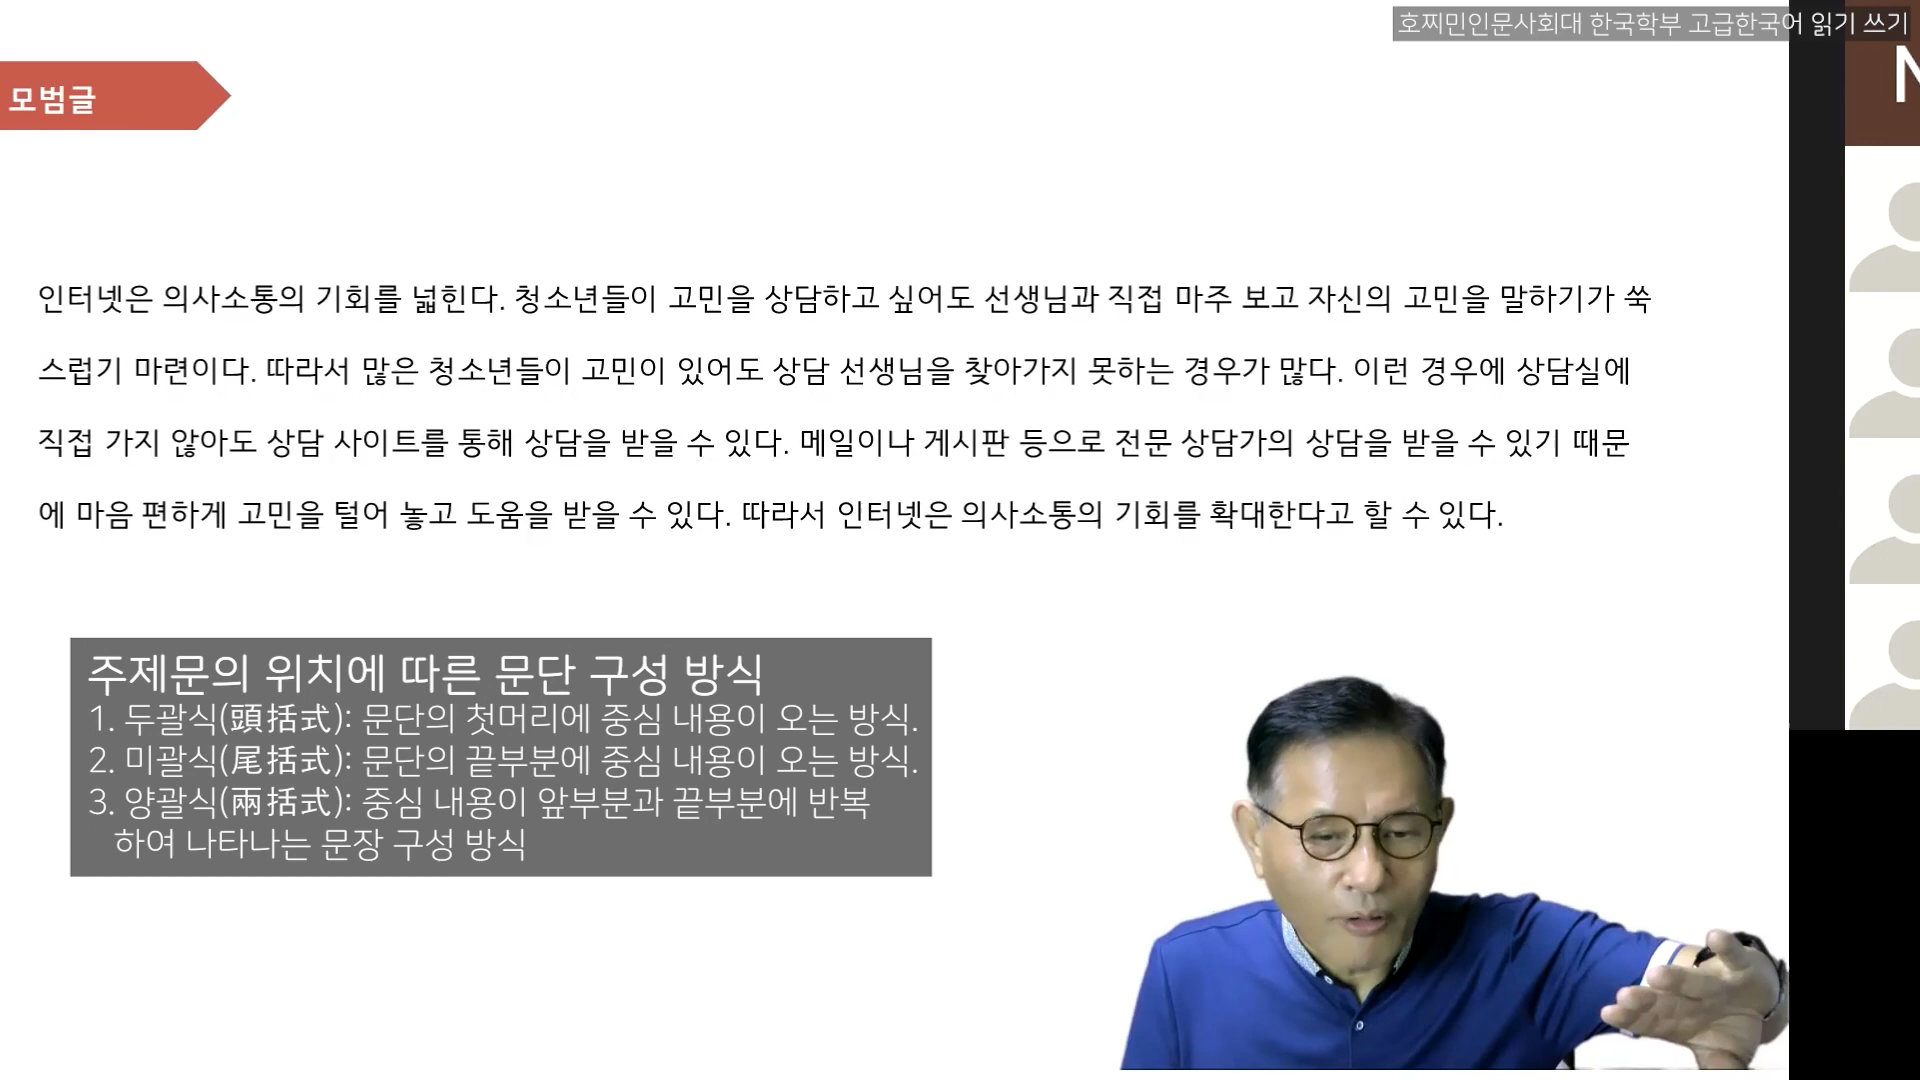 호찌민인문사회대 한국학부 고급한국어 읽기 쓰기
모범글
인터넷은 의사소통의 기회를 넓힌다. 청소년들이 고민을 상담하고 싶어도 선생님과 직접 마주 보고 자신의 고민을 말하기가 쑥
스럽기 마련이다. 따라서 많은 청소년들이 고민이 있어도 상담 선생님을 찾아가지 못하는 경우가 많다. 이런 경우에 상담실에
직접 가지 않아도 상담 사이트를 통해 상담을 받을 수 있다. 메일이나 게시판 등으로 전문 상담가의 상담을 받을 수 있기 때문
에 마음 편하게 고민을 털어 놓고 도움을 받을 수 있다. 따라서 인터넷은 의사소통의 기회를 확대한다고 할 수 있다.
주제문의 위치에 따른 문단 구성 방식
1. 두괄식(頭括式): 문단의 첫머리에 중심 내용이 오는 방식.
2. 미괄식(尾括式): 문단의 끝부분에 중심 내용이 오는 방식.
3. 양괄식(兩括式): 중심 내용이 앞부분과 끝부분에 반복
하여 나타나는 문장 구성 방식